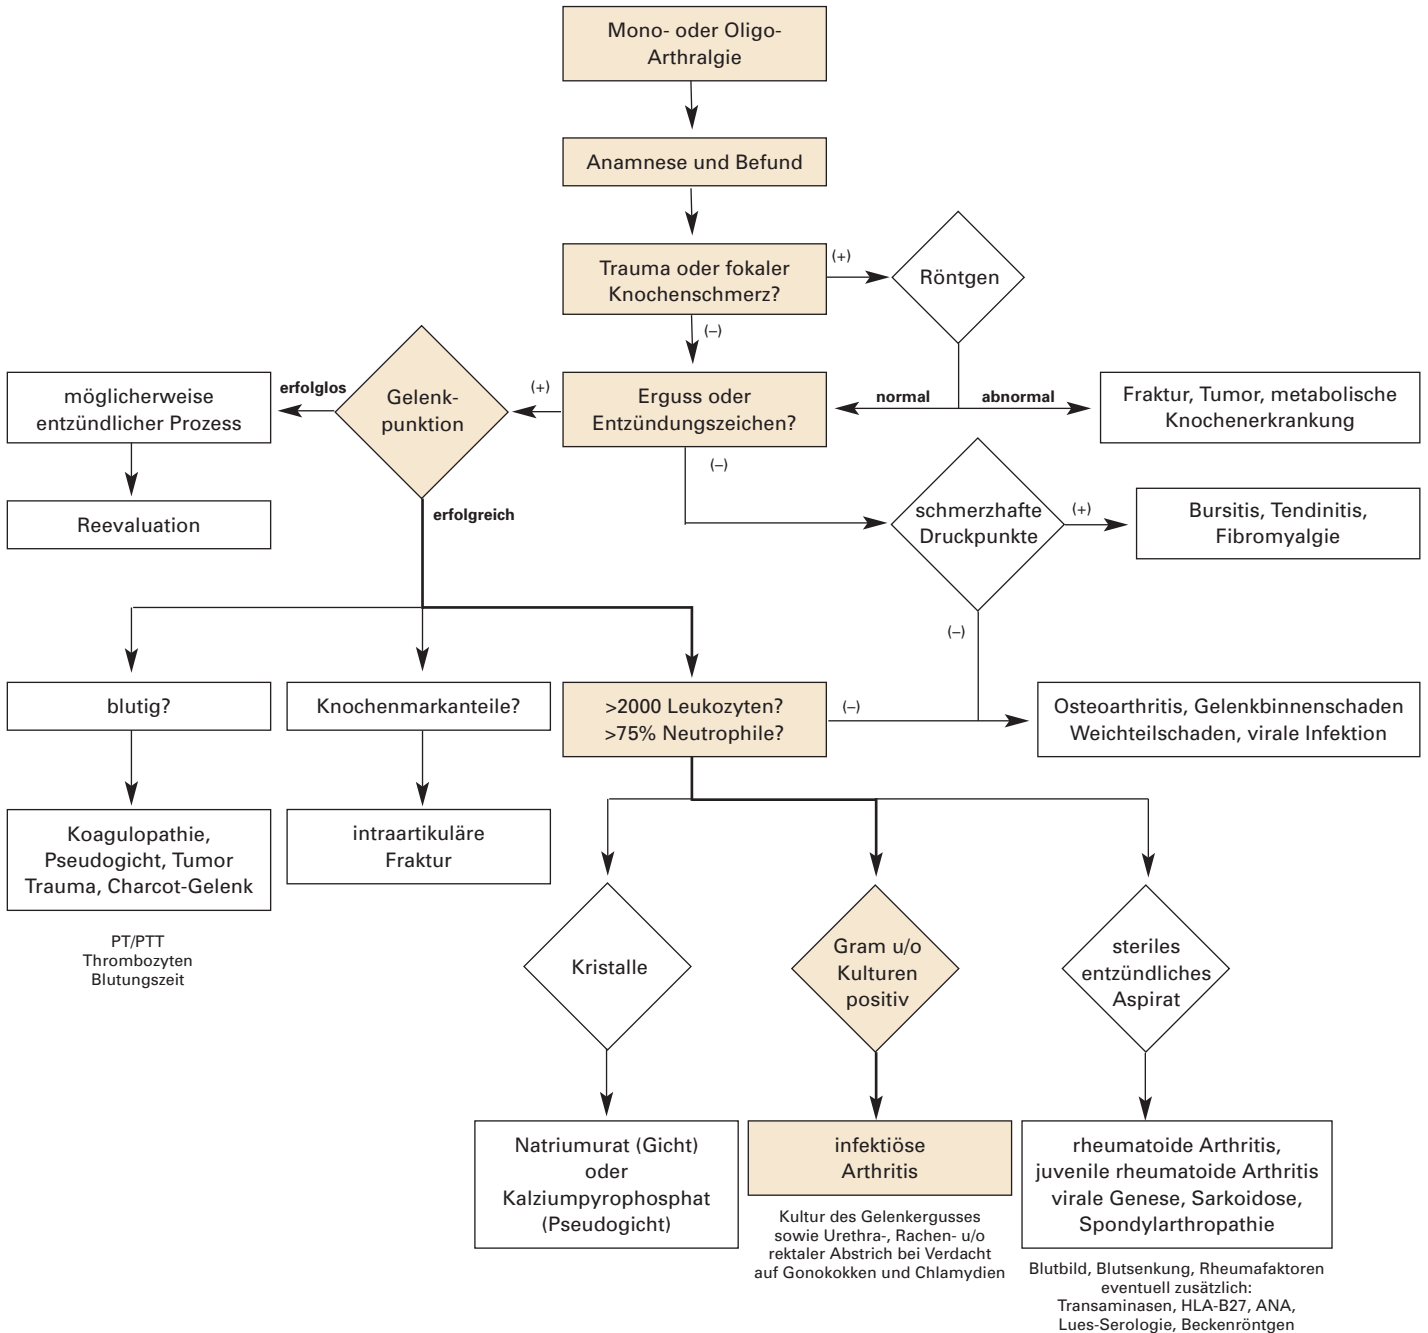 Mono- oder Oligo-
Arthralgie
Anamnese und Befund
Trauma oder fokaler
Knochenschmerz?
(+)
Röntgen
(–)
möglicherweise
entzündlicher Prozess
erfolglos
Gelenk-
punktion
(+)
Erguss oder
Entzündungszeichen?
normal
abnormal
Fraktur, Tumor, metabolische
Knochenerkrankung
(–)
Reevaluation
erfolgreich
schmerzhafte
Druckpunkte
(+)
Bursitis, Tendinitis,
Fibromyalgie
(–)
blutig?
Knochenmarkanteile?
>2000 Leukozyten?
>75% Neutrophile?
(–)
Osteoarthritis, Gelenkbinnenschaden
Weichteilschaden, virale Infektion
Koagulopathie,
Pseudogicht, Tumor
Trauma, Charcot-Gelenk
intraartikuläre
Fraktur
PT/PTT
Thrombozyten
Blutungszeit
Kristalle
Gram u/o
Kulturen
positiv
steriles
entzündliches
Aspirat
Natriumurat (Gicht)
oder
Kalziumpyrophosphat
(Pseudogicht)
infektiöse
Arthritis
Kultur des Gelenkergusses
sowie Urethra-, Rachen- u/o
rektaler Abstrich bei Verdacht
auf Gonokokken und Chlamydien
rheumatoide Arthritis,
juvenile rheumatoide Arthritis
virale Genese, Sarkoidose,
Spondylarthropathie
Blutbild, Blutsenkung, Rheumafaktoren
eventuell zusätzlich:
Transaminasen, HLA-B27, ANA,
Lues-Serologie, Beckenröntgen